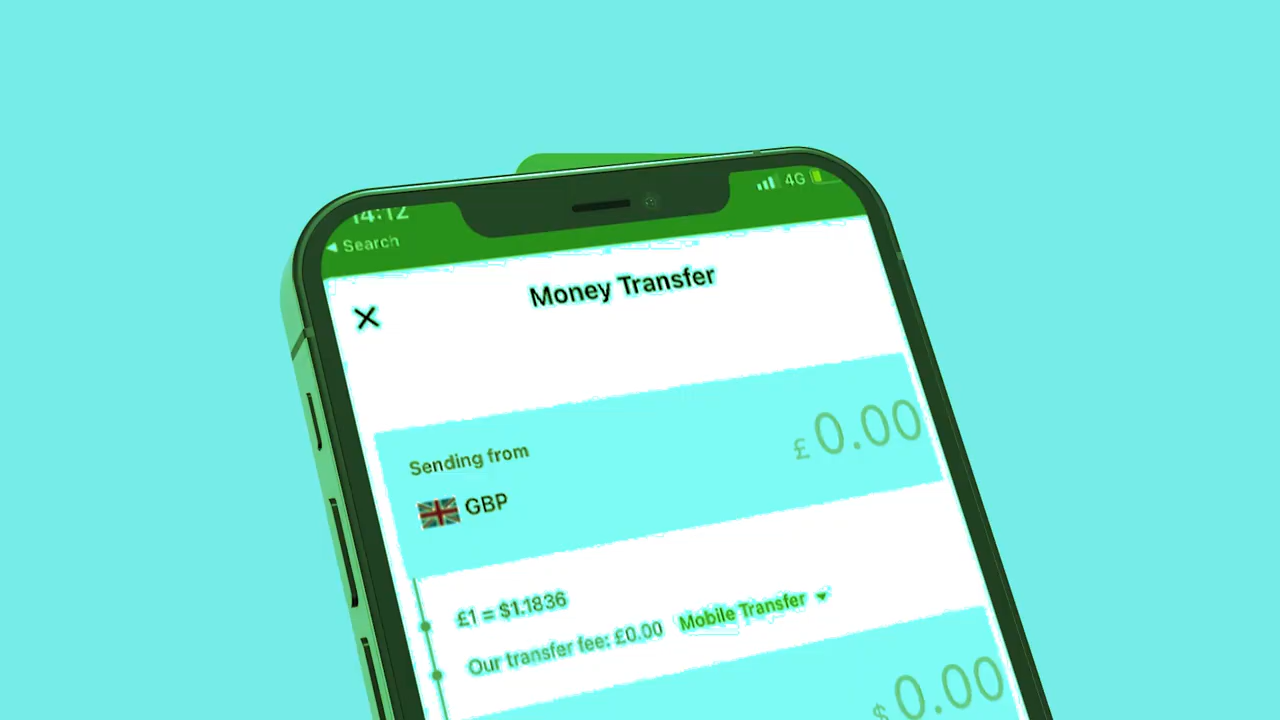 14:12
4G
◀ Search
Money Transfer
Sending from
£0.00
GBP
£1 = $1.1836
Our transfer fee: £0.00 Mobile Transfer
$0.00